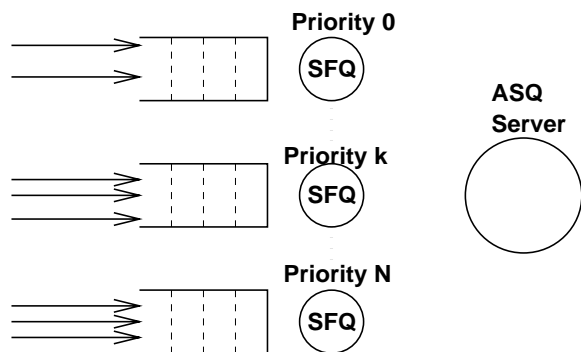 Priority 0
SFQ
ASQ
Server
Priority k
SFQ
Priority N
SFQ